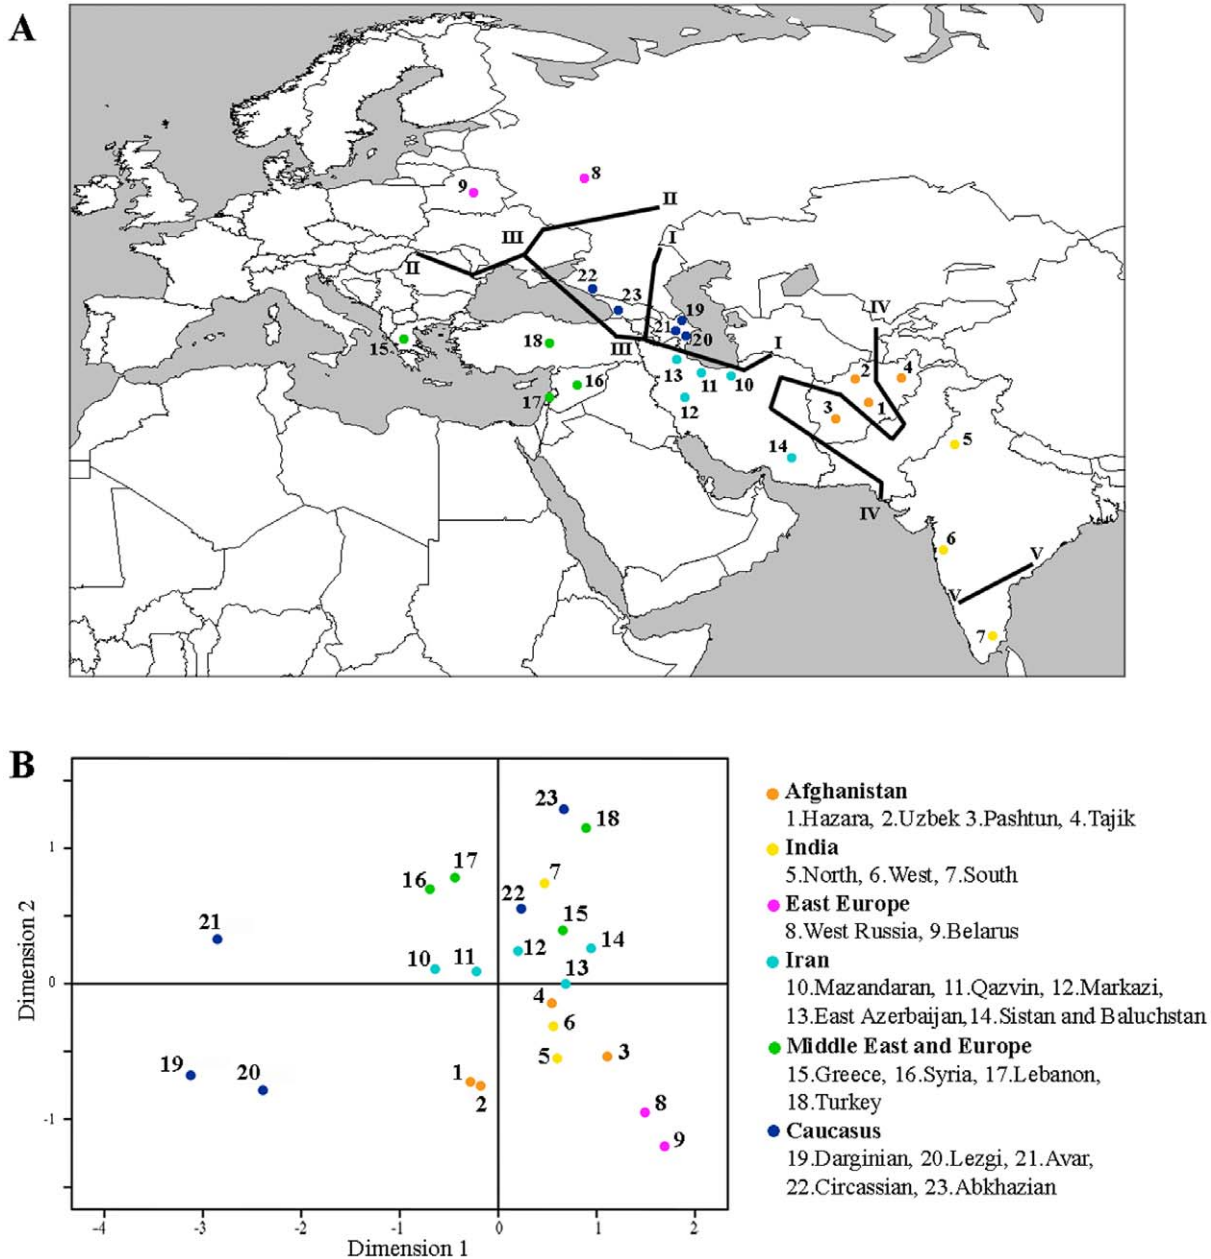 A
8
9
II
III
I
II
22
23
19
21
20
IV
18
III
I
15
2
4
13
11
10
16
17
12
3
1
14
5
IV
6
V
V
7
B
23
18
1
17
16
7
22
15
21
12
14
10
11
13
0
4
6
19
20
1
2
5
3
-1
8
9
-4
-3
-2
-1
0
1
2
Dimension 1
Dimension 2
Afghanistan
1.Hazara, 2.Uzbek 3.Pashtun, 4.Tajik
India
5.North, 6.West, 7.South
East Europe
8.West Russia, 9.Belarus
Iran
10.Mazandaran, 11.Qazvin, 12.Markazi,
13.East Azerbaijan,14.Sistan and Baluchstan
Middle East and Europe
15.Greece, 16.Syria, 17.Lebanon,
18.Turkey
Caucasus
19.Darginian, 20.Lezgi, 21.Avar,
22.Circassian, 23.Abkhazian